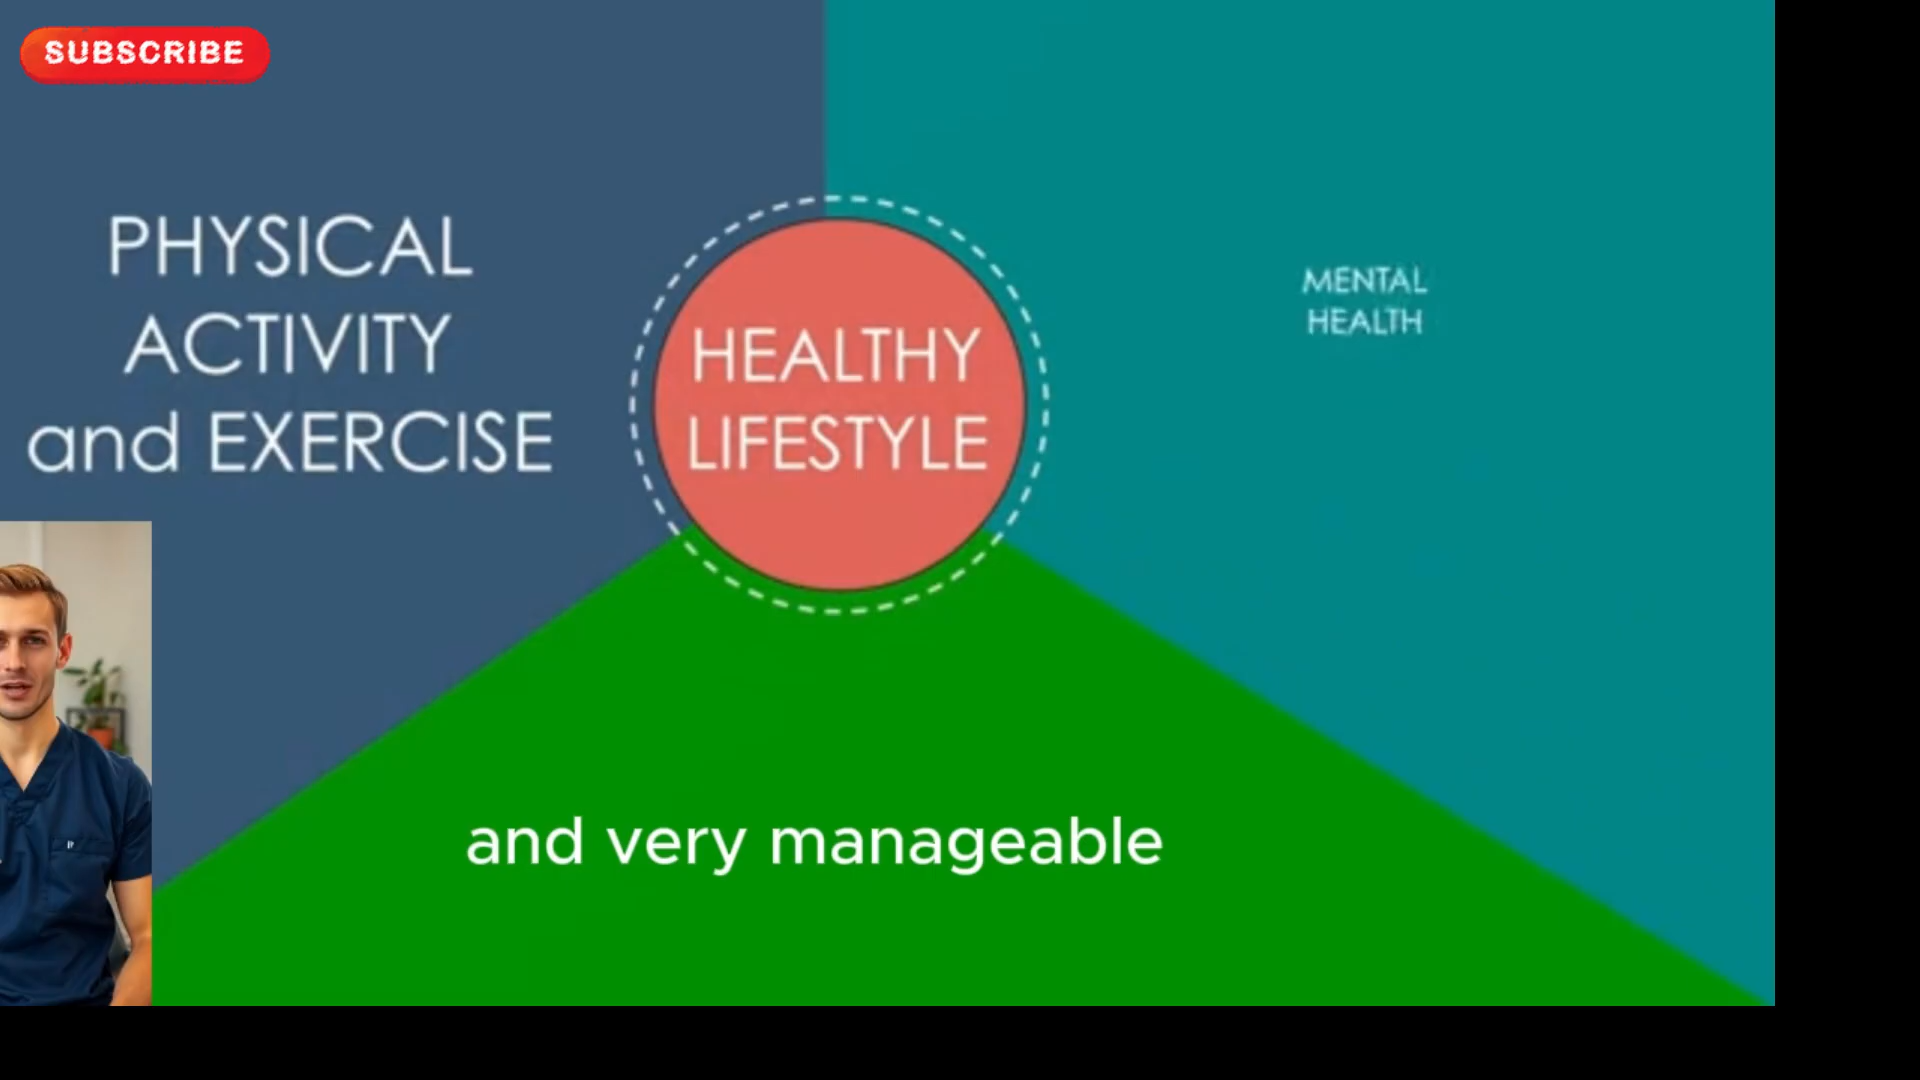 SUBSCRIBE
PHYSICAL
ACTIVITY
and EXERCISE
HEALTHY
LIFESTYLE
MENTAL
HEALTH
and very manageable